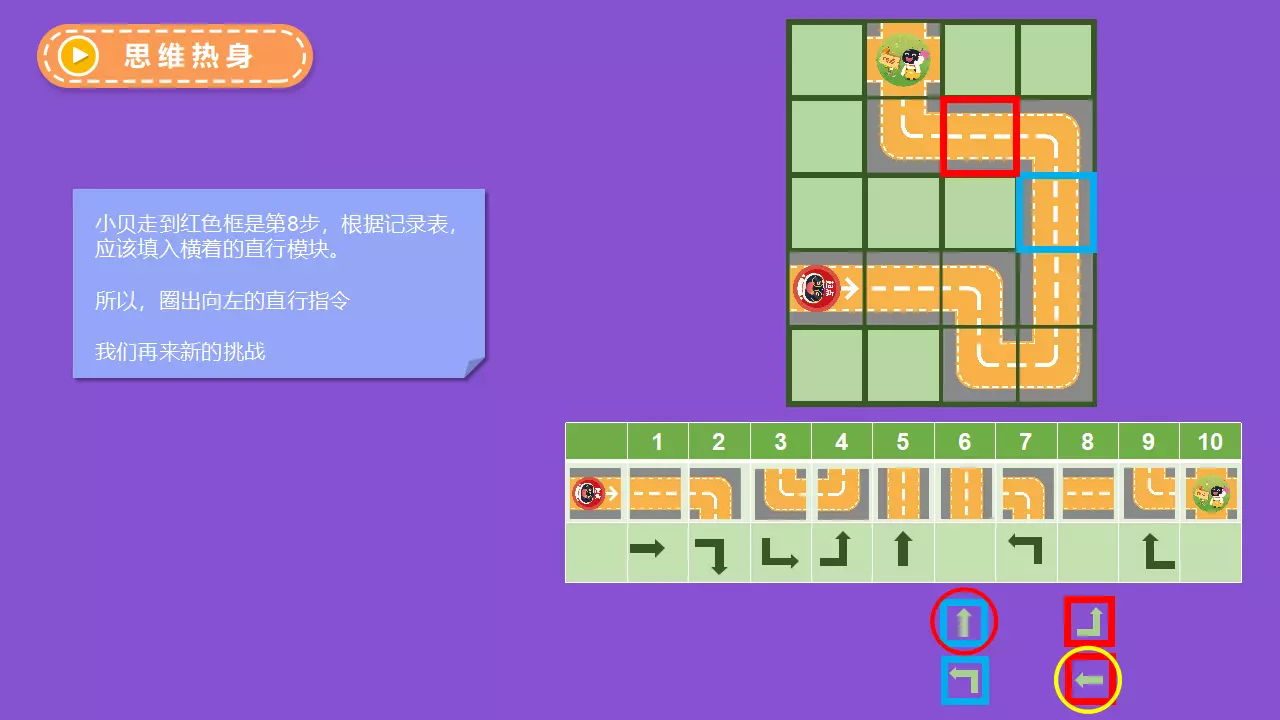 思维热身
小贝走到红色框是第8步，根据记录表，
应该填入横着的直行模块。
所以，圈出向左的直行指令
我们再来新的挑战
1 2 3 4 5 6 7 8 9 10